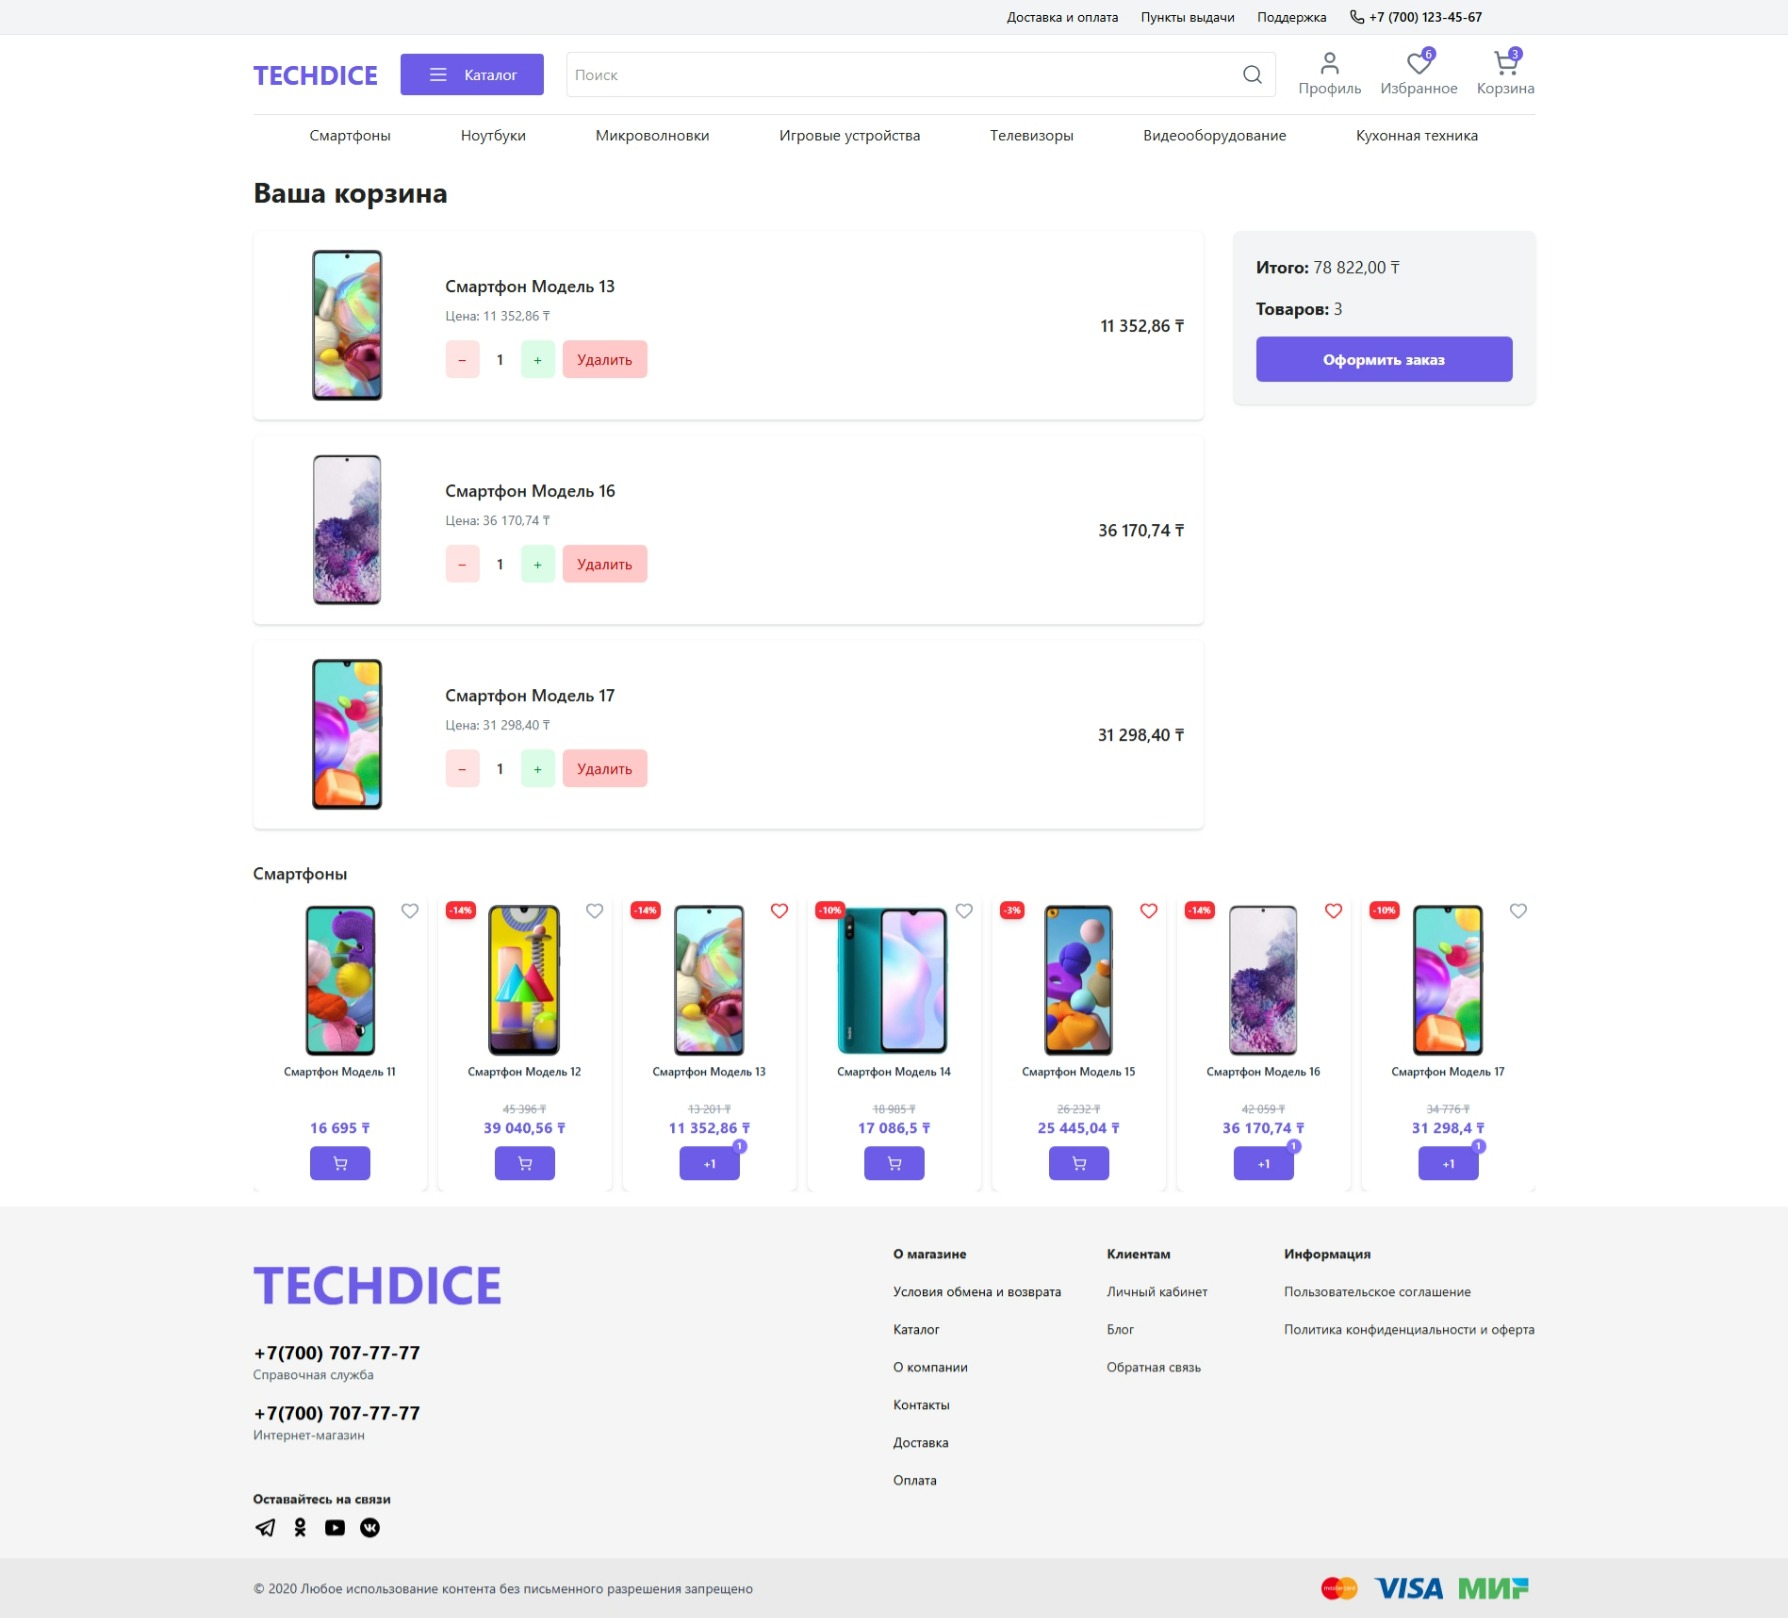 Доставка и оплата Пункты выдачи Поддержка +7 (700) 123-45-67
TECHDICE Каталог Поиск Профиль 6 Избранное 3 Корзина
Смартфоны Ноутбуки Микроволновки Игровые устройства Телевизоры Видеооборудование Кухонная техника
Ваша корзина
Смартфон Модель 13
Цена: 11 352,86 ₸
− 1 + Удалить
11 352,86 ₸
Итого: 78 822,00 ₸
Товаров: 3
Оформить заказ
Смартфон Модель 16
Цена: 36 170,74 ₸
− 1 + Удалить
36 170,74 ₸
Смартфон Модель 17
Цена: 31 298,40 ₸
− 1 + Удалить
31 298,40 ₸
Смартфоны
-14% -14% -10% -3% -14% -10%
Смартфон Модель 11 Смартфон Модель 12 Смартфон Модель 13 Смартфон Модель 14 Смартфон Модель 15 Смартфон Модель 16 Смартфон Модель 17
45 396 ₸ 13 201 ₸ 18 985 ₸ 26 232 ₸ 42 059 ₸ 34 776 ₸
16 695 ₸ 39 040,56 ₸ 11 352,86 ₸ 17 086,5 ₸ 25 445,04 ₸ 36 170,74 ₸ 31 298,4 ₸
1 1 1
+1 +1 +1
TECHDICE
+7(700) 707-77-77
Справочная служба
+7(700) 707-77-77
Интернет-магазин
Оставайтесь на связи
О магазине
Условия обмена и возврата
Каталог
О компании
Контакты
Доставка
Оплата
Клиентам
Личный кабинет
Блог
Обратная связь
Информация
Пользовательское соглашение
Политика конфиденциальности и оферта
© 2020 Любое использование контента без письменного разрешения запрещено
mastercard VISA МИР